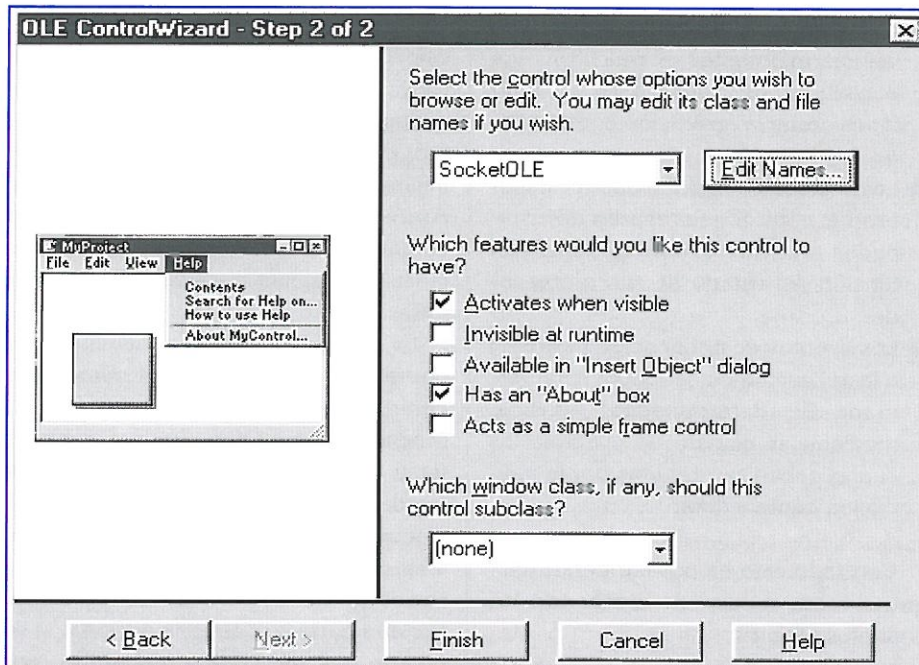 OLE ControlWizard - Step 2 of 2
Select the control whose options you wish to
browse or edit. You may edit its class and file
names if you wish.
SocketOLE
Edit Names...
MyProject
File Edit View Help
Contents
Search for Help on...
How to use Help
About MyControl...
Which features would you like this control to
have?
Activates when visible
Invisible at runtime
Available in "Insert Object" dialog
Has an "About" box
Acts as a simple frame control
Which window class, if any, should this
control subclass?
(none)
< Back
Next >
Finish
Cancel
Help